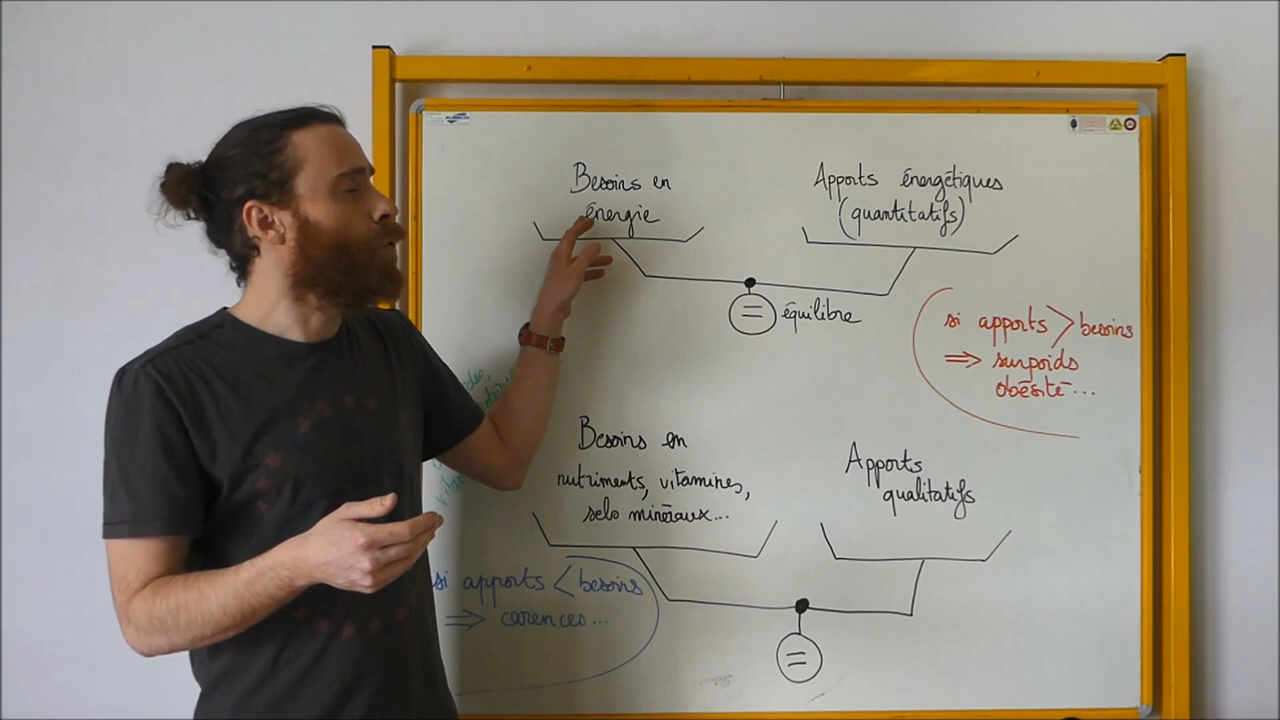 Besoins en
énergie
Apports énergétiques
(quantitatifs)
= équilibre
si apports > besoins
⇒ surpoids
obésité...
Besoins en
nutriments, vitamines,
sels minéraux...
Apports
qualitatifs
si apports < besoins
⇒ carences...
=